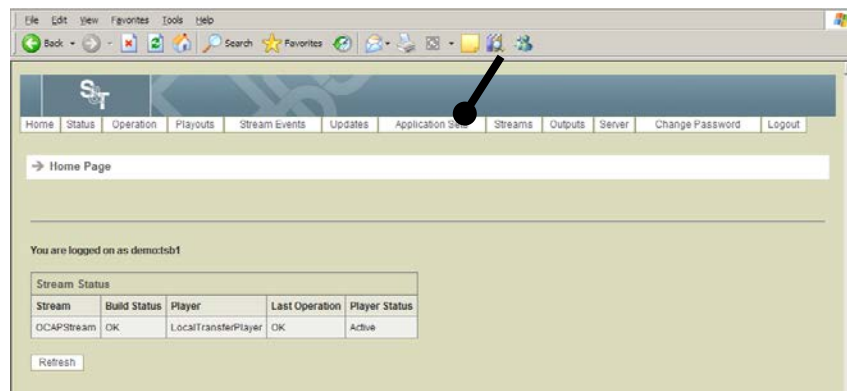 File Edit View Favorites Tools Help
Back Search Favorites
S&T
Home Status Operation Playouts Stream Events Updates Application Sets Streams Outputs Server Change Password Logout
Home Page
You are logged on as demo:tsb1
Stream Status
Stream Build Status Player Last Operation Player Status
OCAPStream OK LocalTransferPlayer OK Active
Refresh